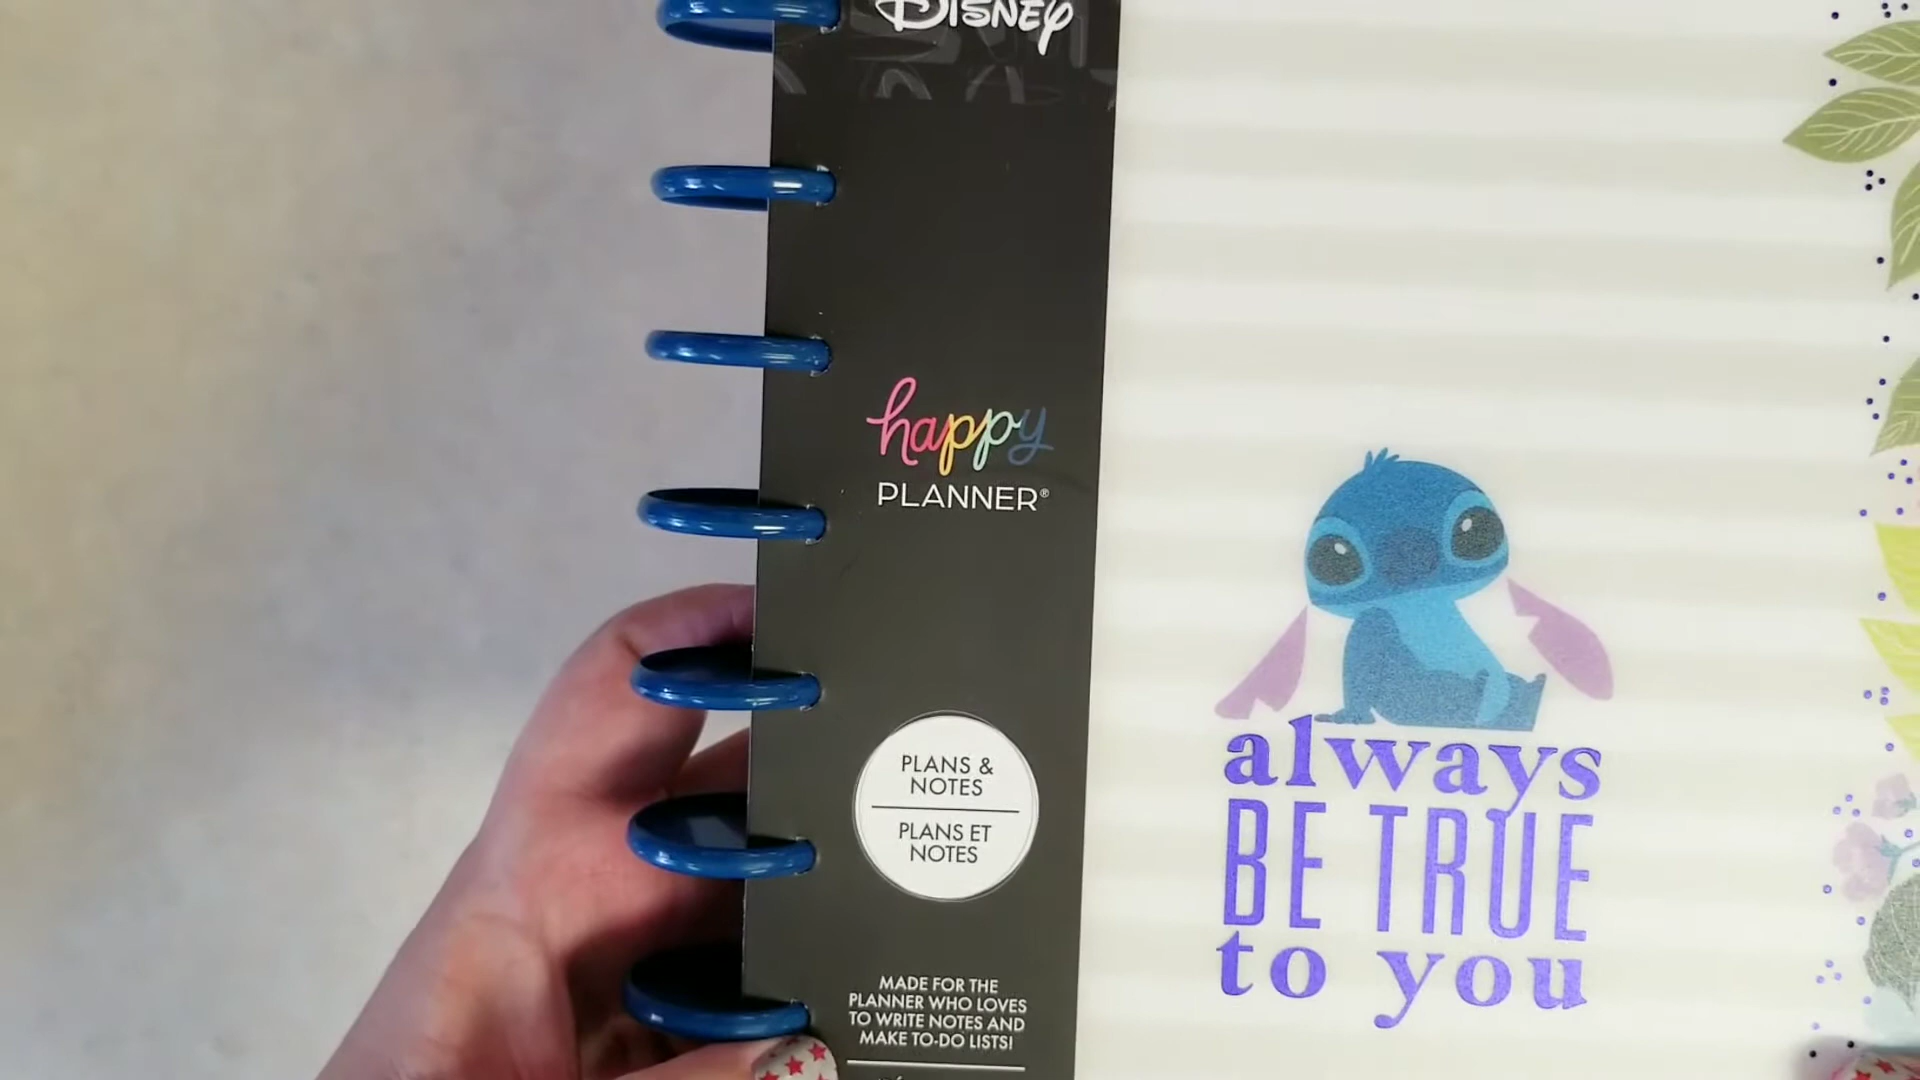 DISNEY
happy
PLANNER®
PLANS &
NOTES
PLANS ET
NOTES
MADE FOR THE
PLANNER WHO LOVES
TO WRITE NOTES AND
MAKE TO-DO LISTS!
always
BE TRUE
to you